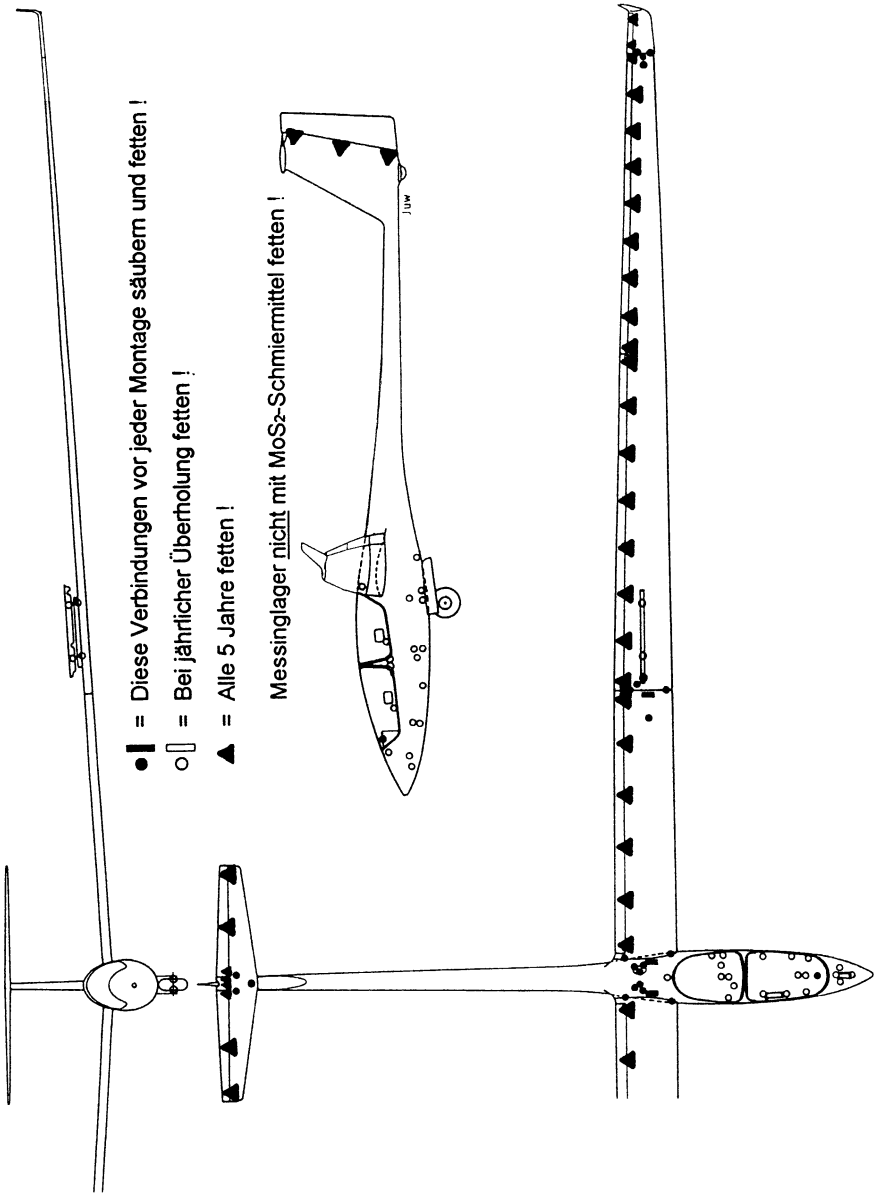 = Diese Verbindungen vor jeder Montage säubern und fetten !
= Bei jährlicher Überholung fetten !
= Alle 5 Jahre fetten !
Messinglager nicht mit MoS2-Schmiermittel fetten !
JUW